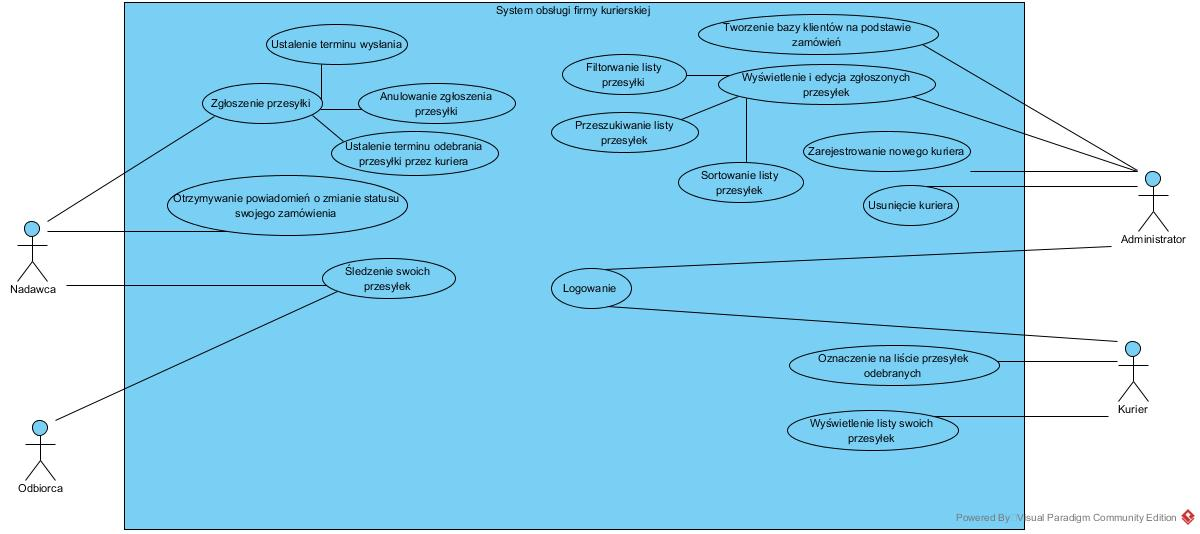 System obsługi firmy kurierskiej
Ustalenie terminu wysłania
Zgłoszenie przesyłki
Anulowanie zgłoszenia
przesyłki
Ustalenie terminu odebrania
przesyłki przez kuriera
Otrzymywanie powiadomień o zmianie statusu
swojego zamówienia
Śledzenie swoich
przesyłek
Tworzenie bazy klientów na podstawie
zamówień
Filtorwanie listy
przesyłki
Wyświetlenie i edycja zgłoszonych
przesyłek
Przeszukiwanie listy
przesyłek
Sortowanie listy
przesyłek
Zarejestrowanie nowego kuriera
Usunięcie kuriera
Logowanie
Oznaczenie na liście przesyłek
odebranych
Wyświetlenie listy swoich
przesyłek
Nadawca
Odbiorca
Administrator
Kurier
Powered By Visual Paradigm Community Edition